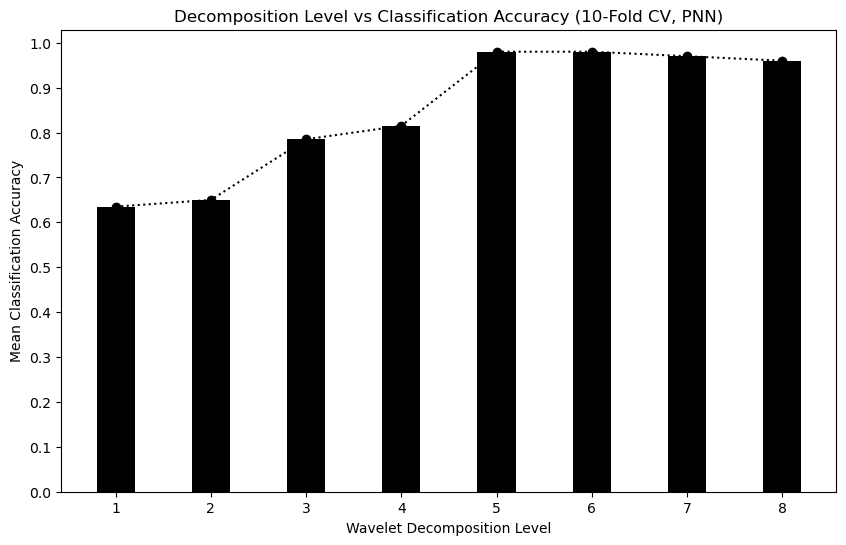 Decomposition Level vs Classification Accuracy (10-Fold CV, PNN)
Mean Classification Accuracy
1.0
0.9
0.8
0.7
0.6
0.5
0.4
0.3
0.2
0.1
0.0
1 2 3 4 5 6 7 8
Wavelet Decomposition Level